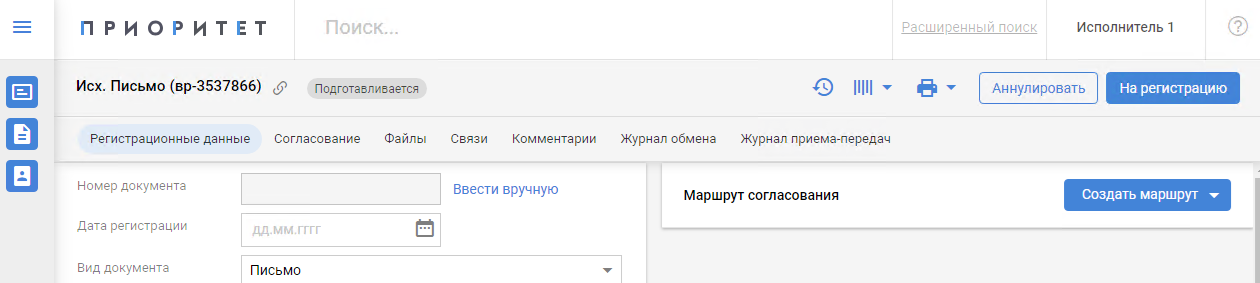 ПРИОРИТЕТ
Поиск...
Расширенный поиск
Исполнитель 1
?
Исх. Письмо (вр-3537866)
Подготавливается
Аннулировать
На регистрацию
Регистрационные данные Согласование Файлы Связи Комментарии Журнал обмена Журнал приема-передач
Номер документа
Ввести вручную
Маршрут согласования
Создать маршрут
Дата регистрации
дд.мм.гггг
Вид документа
Письмо